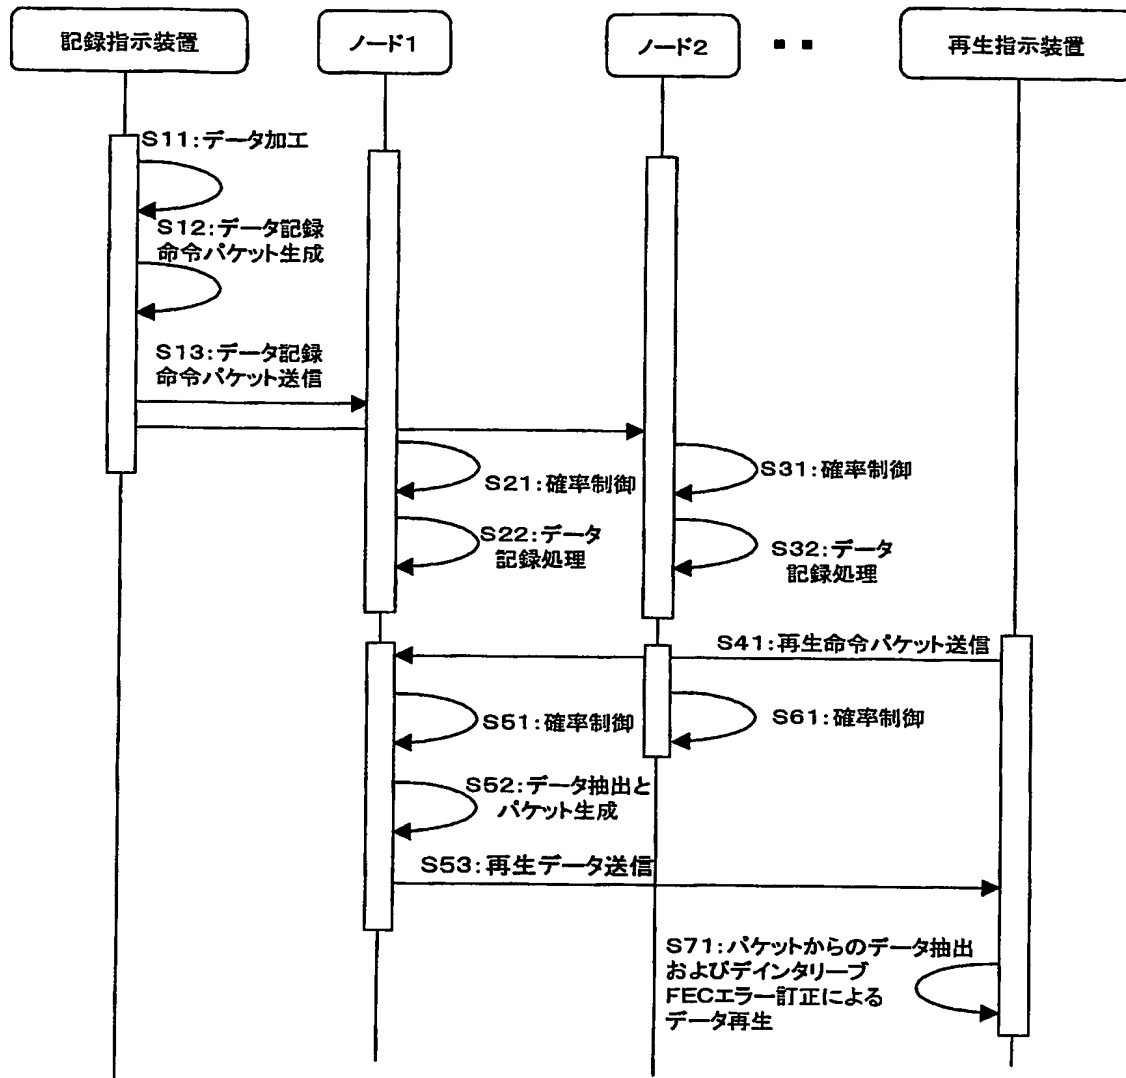 記録指示装置
ノード1
ノード2
再生指示装置
S11:データ加工
S12:データ記録
命令パケット生成
S13:データ記録
命令パケット送信
S21:確率制御
S31:確率制御
S22:データ
記録処理
S32:データ
記録処理
S41:再生命令パケット送信
S51:確率制御
S61:確率制御
S52:データ抽出と
パケット生成
S53:再生データ送信
S71:パケットからのデータ抽出
およびデインタリーブ
FECエラー訂正による
データ再生